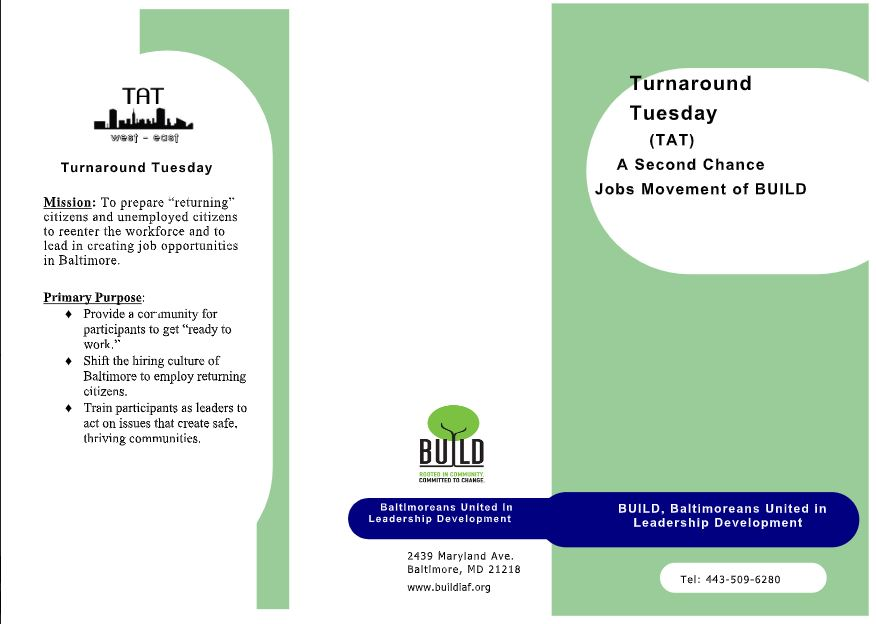 TAT
west - east
Turnaround Tuesday
Mission: To prepare “returning”
citizens and unemployed citizens
to reenter the workforce and to
lead in creating job opportunities
in Baltimore.
Primary Purpose:
♦ Provide a community for
participants to get “ready to
work.”
♦ Shift the hiring culture of
Baltimore to employ returning
citizens.
♦ Train participants as leaders to
act on issues that create safe,
thriving communities.
BUILD
ROOTED IN COMMUNITY.
COMMITTED TO CHANGE.
Baltimoreans United in
Leadership Development
2439 Maryland Ave.
Baltimore, MD 21218
www.buildiaf.org
Turnaround
Tuesday
(TAT)
A Second Chance
Jobs Movement of BUILD
BUILD, Baltimoreans United in
Leadership Development
Tel: 443-509-6280